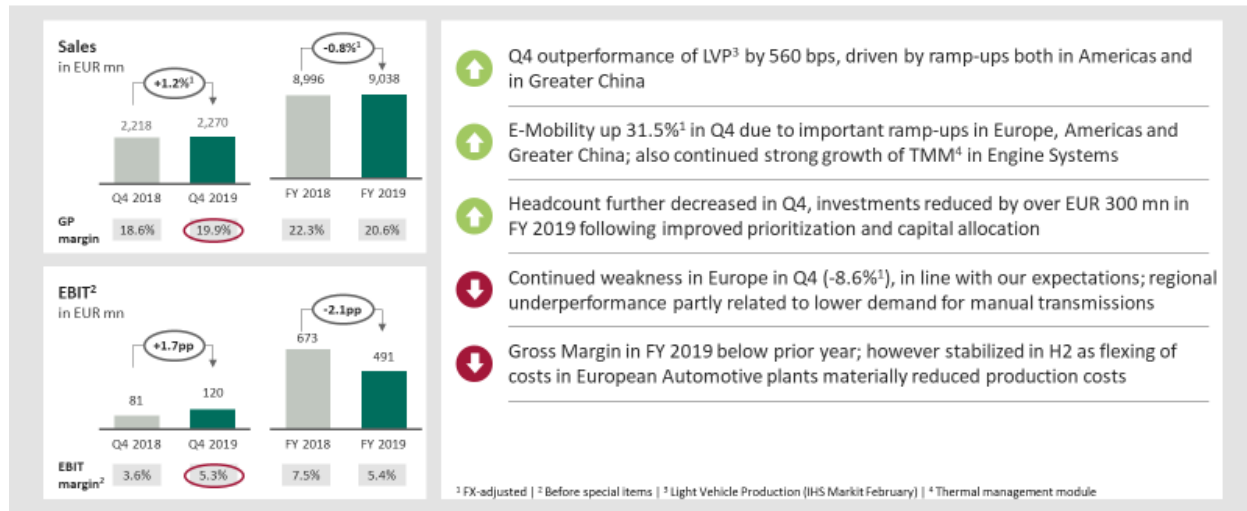 Sales
in EUR mn
+1.2%¹
-0.8%¹
2,218
2,270
8,996
9,038
Q4 2018
Q4 2019
FY 2018
FY 2019
GP
margin
18.6%
19.9%
22.3%
20.6%
EBIT²
in EUR mn
+1.7pp
-2.1pp
81
120
673
491
Q4 2018
Q4 2019
FY 2018
FY 2019
EBIT
margin²
3.6%
5.3%
7.5%
5.4%
Q4 outperformance of LVP³ by 560 bps, driven by ramp-ups both in Americas and
in Greater China
E-Mobility up 31.5%¹ in Q4 due to important ramp-ups in Europe, Americas and
Greater China; also continued strong growth of TMM⁴ in Engine Systems
Headcount further decreased in Q4, investments reduced by over EUR 300 mn in
FY 2019 following improved prioritization and capital allocation
Continued weakness in Europe in Q4 (-8.6%¹), in line with our expectations; regional
underperformance partly related to lower demand for manual transmissions
Gross Margin in FY 2019 below prior year; however stabilized in H2 as flexing of
costs in European Automotive plants materially reduced production costs
¹ FX-adjusted | ² Before special items | ³ Light Vehicle Production (IHS Markit February) | ⁴ Thermal management module